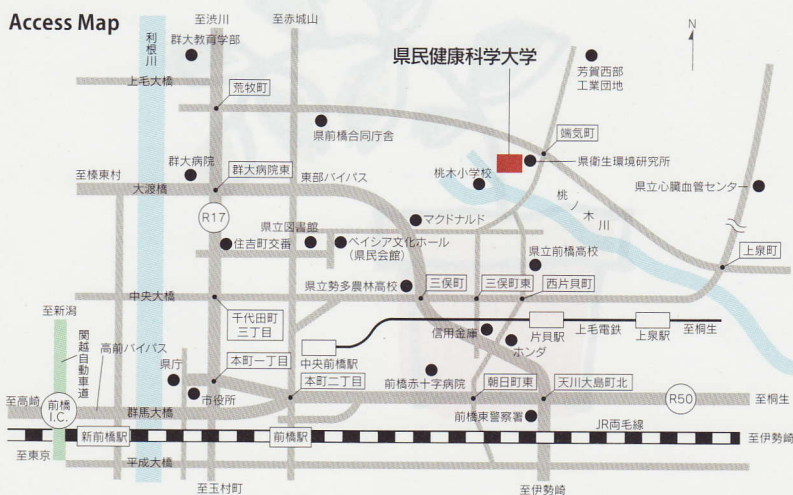 Access Map
至渋川
至赤城山
N
利根川
群大教育学部
県民健康科学大学
芳賀西部
工業団地
上毛大橋
荒牧町
県前橋合同庁舎
端気町
県衛生環境研究所
群大病院
群大病院東
至榛東村
大渡橋
東部バイパス
桃木小学校
桃ノ木川
県立心臓血管センター
R17
県立図書館
マクドナルド
住吉町交番
ベイシア文化ホール
(県民会館)
県立前橋高校
上泉町
県立勢多農林高校
三俣町
三俣町東
西片貝町
中央大橋
至新潟
千代田町
三丁目
信用金庫
片貝駅
上毛電鉄
上泉駅
至桐生
関越自動車道
高前バイパス
県庁
本町一丁目
中央前橋駅
ホンダ
本町二丁目
前橋赤十字病院
朝日町東
天川大島町北
市役所
至高崎
前橋
I.C.
群馬大橋
R50
至桐生
前橋東警察署
JR両毛線
新前橋駅
前橋駅
至伊勢崎
至東京
平成大橋
至玉村町
至伊勢崎